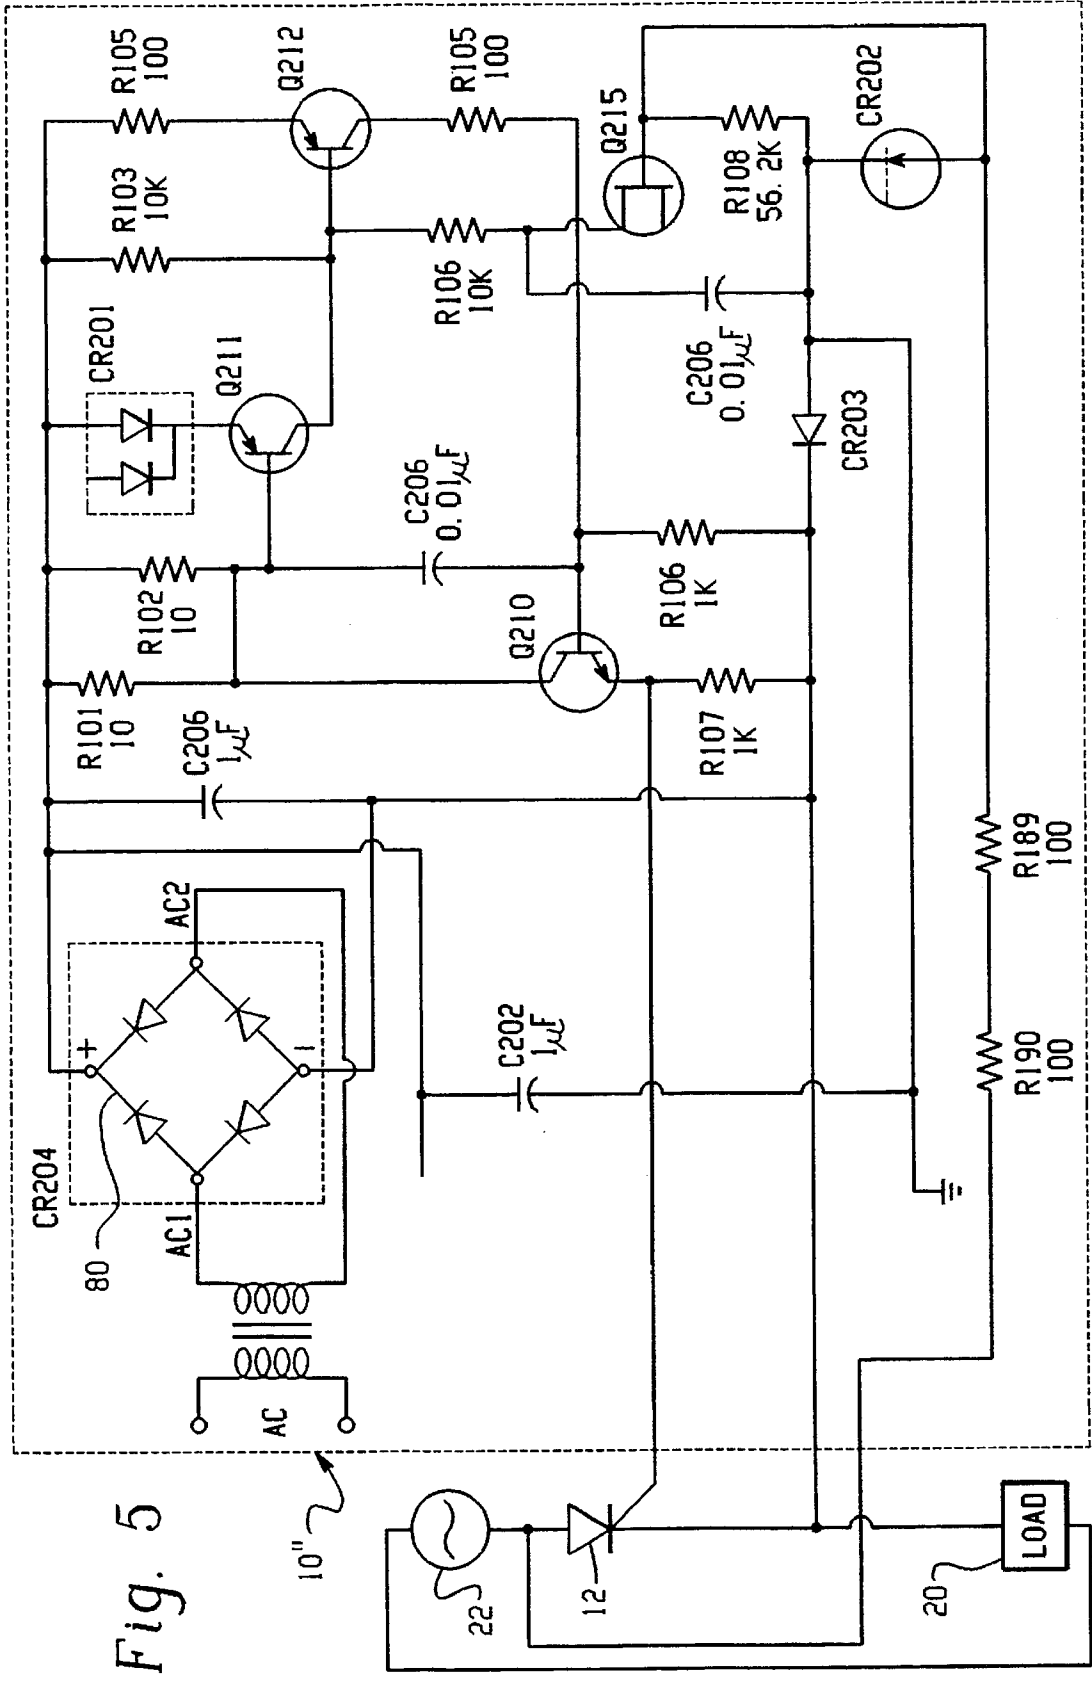 R105
100
Q212
R105
100
R103
10K
CR201
Q211
R106
10K
Q215
R108
56.2K
CR202
C206
0.01µF
C206
0.01µF
CR203
R102
10
Q210
R106
1K
R101
10
C206
1µF
R107
1K
AC2
+
−
CR204
80
AC1
AC
C202
1µF
R189
100
R190
100
10"
Fig. 5
22
12
20
LOAD